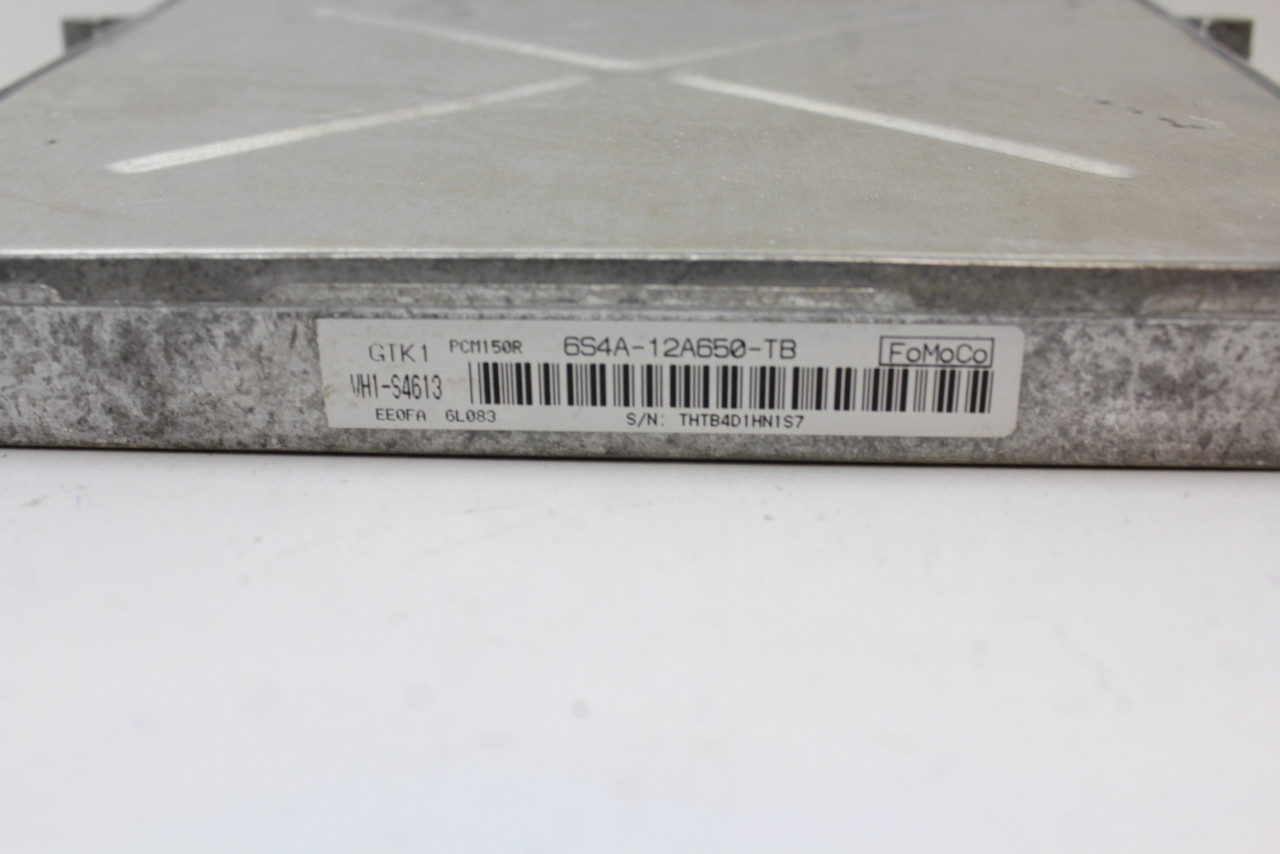 GTK1 PCM150R 6S4A-12A650-TB FoMoCo
VH1-S4613
EE0FA 6L083 S/N: THTB4D1HN1S7